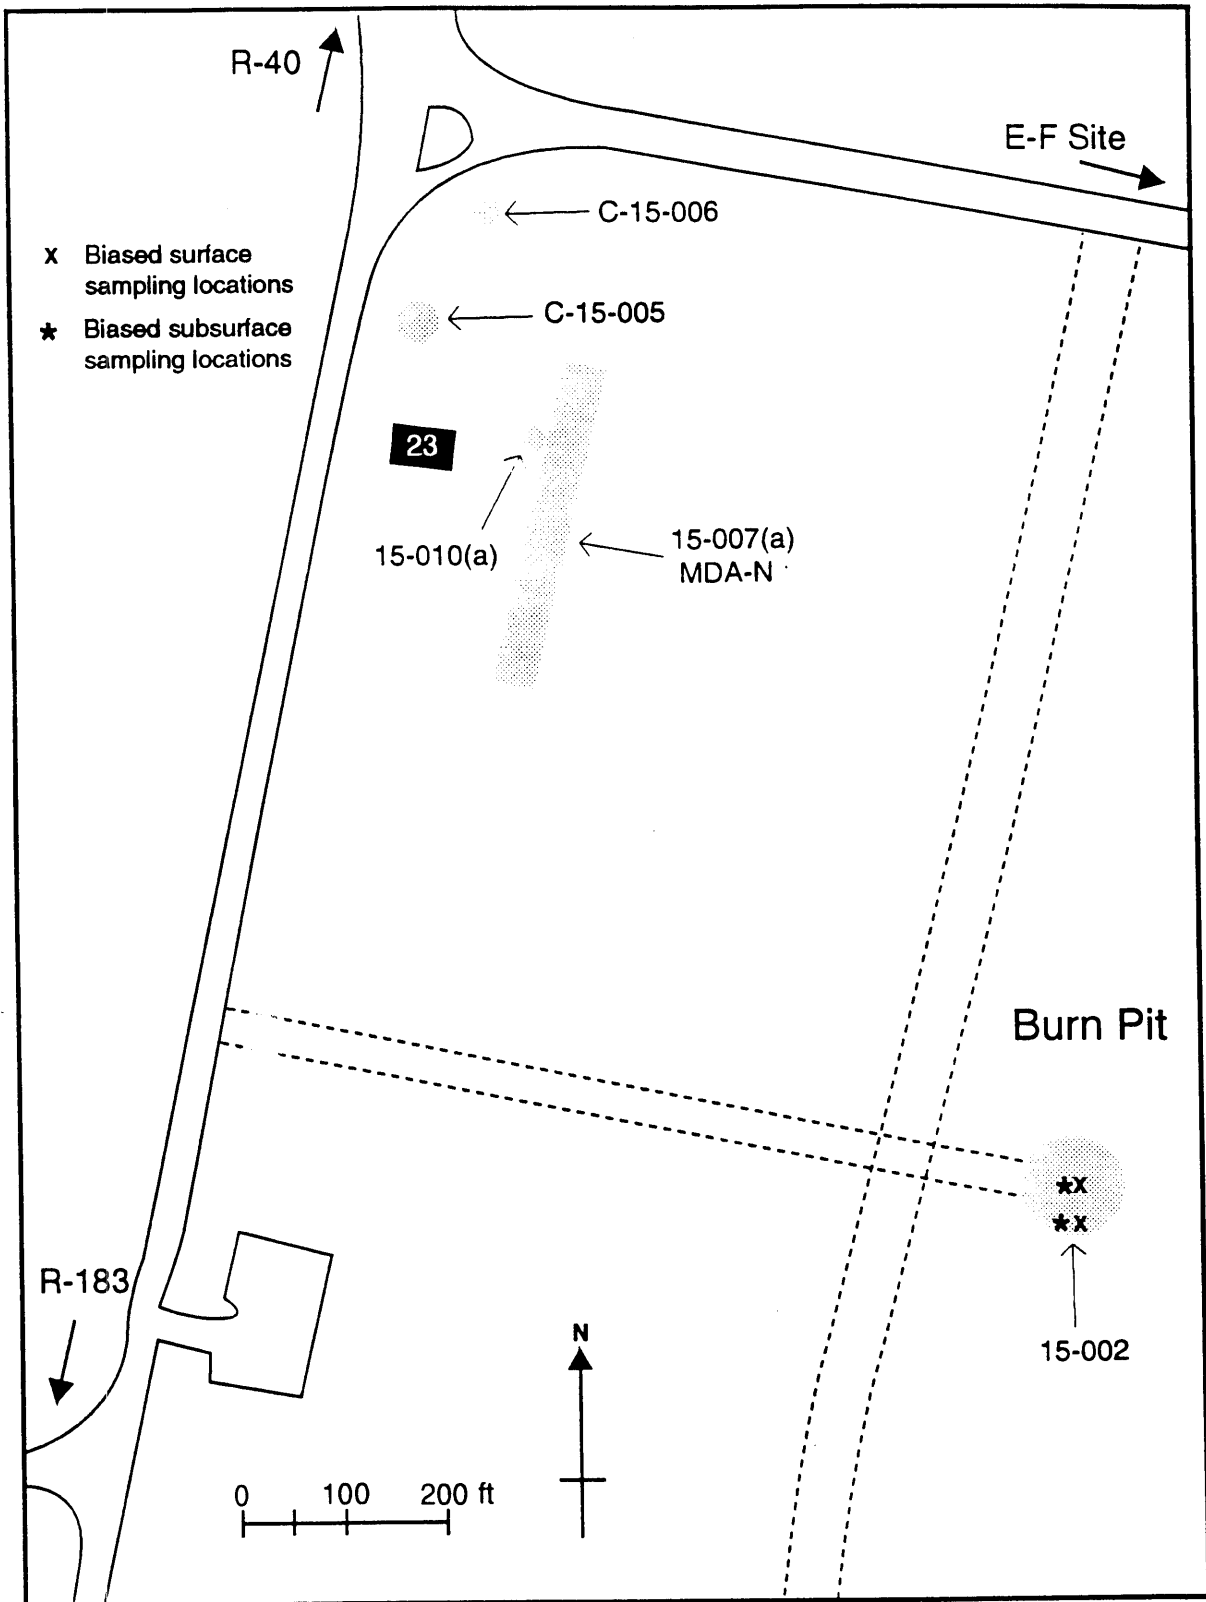 R-40
E-F Site
C-15-006
x Biased surface
sampling locations
★ Biased subsurface
sampling locations
C-15-005
23
15-010(a)
15-007(a)
MDA-N
Burn Pit
★x
★x
R-183
15-002
N
0 100 200 ft